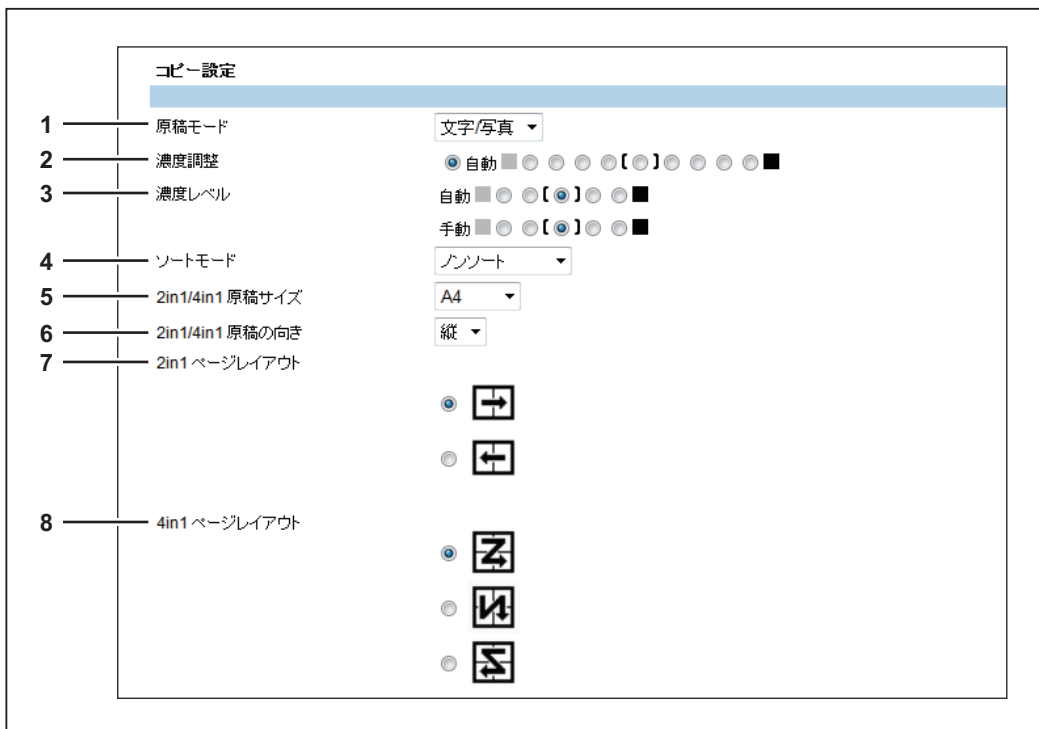 コピー設定
1 原稿モード 文字/写真
2 濃度調整 自動 [ ]
3 濃度レベル 自動 [ ]
手動 [ ]
4 ソートモード ノンソート
5 2in1/4in1 原稿サイズ A4
6 2in1/4in1 原稿の向き 縦
7 2in1 ページレイアウト
8 4in1 ページレイアウト